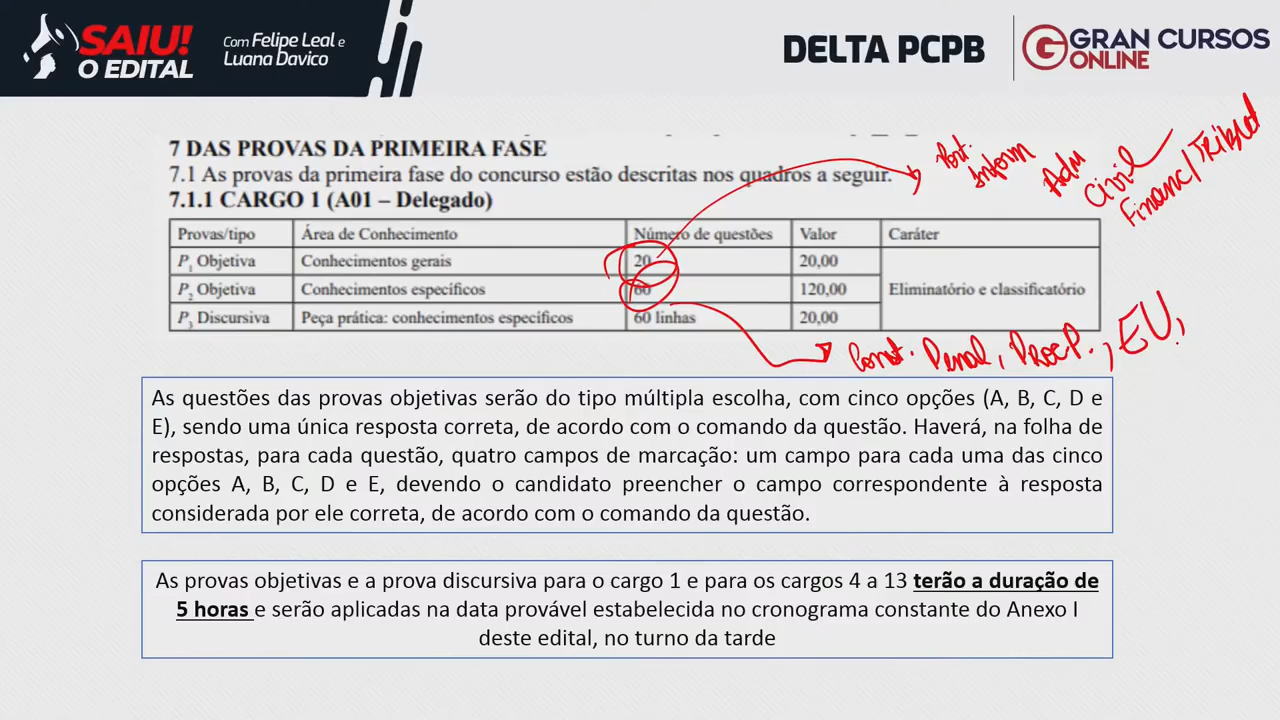 SAIU!
O EDITAL
Com Felipe Leal e
Luana Davico
DELTA PCPB
GRAN CURSOS
ONLINE
7 DAS PROVAS DA PRIMEIRA FASE
7.1 As provas da primeira fase do concurso estão descritas nos quadros a seguir.
7.1.1 CARGO 1 (A01 – Delegado)
Port.
Inform
Adm
Civil
Financ/Tribut
Provas/tipo Área de Conhecimento Número de questões Valor Caráter
P1 Objetiva Conhecimentos gerais 20 20,00
P2 Objetiva Conhecimentos específicos 60 120,00 Eliminatório e classificatório
P3 Discursiva Peça prática: conhecimentos específicos 60 linhas 20,00
Const. Penal, Proc P., EV,
As questões das provas objetivas serão do tipo múltipla escolha, com cinco opções (A, B, C, D e
E), sendo uma única resposta correta, de acordo com o comando da questão. Haverá, na folha de
respostas, para cada questão, quatro campos de marcação: um campo para cada uma das cinco
opções A, B, C, D e E, devendo o candidato preencher o campo correspondente à resposta
considerada por ele correta, de acordo com o comando da questão.
As provas objetivas e a prova discursiva para o cargo 1 e para os cargos 4 a 13 terão a duração de
5 horas e serão aplicadas na data provável estabelecida no cronograma constante do Anexo I
deste edital, no turno da tarde